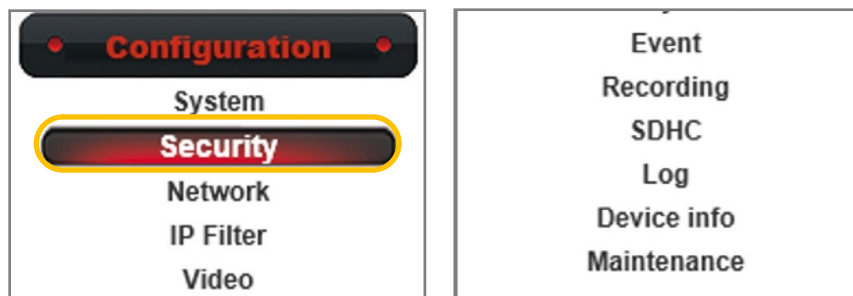 Configuration
System
Security
Network
IP Filter
Video
Event
Recording
SDHC
Log
Device info
Maintenance